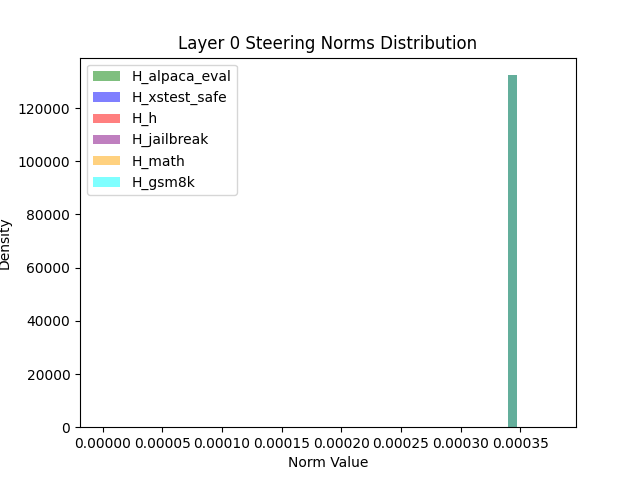 Layer 0 Steering Norms Distribution
H_alpaca_eval
H_xstest_safe
H_h
H_jailbreak
H_math
H_gsm8k
120000
100000
80000
60000
40000
20000
0
Density
0.00000 0.00005 0.00010 0.00015 0.00020 0.00025 0.00030 0.00035
Norm Value